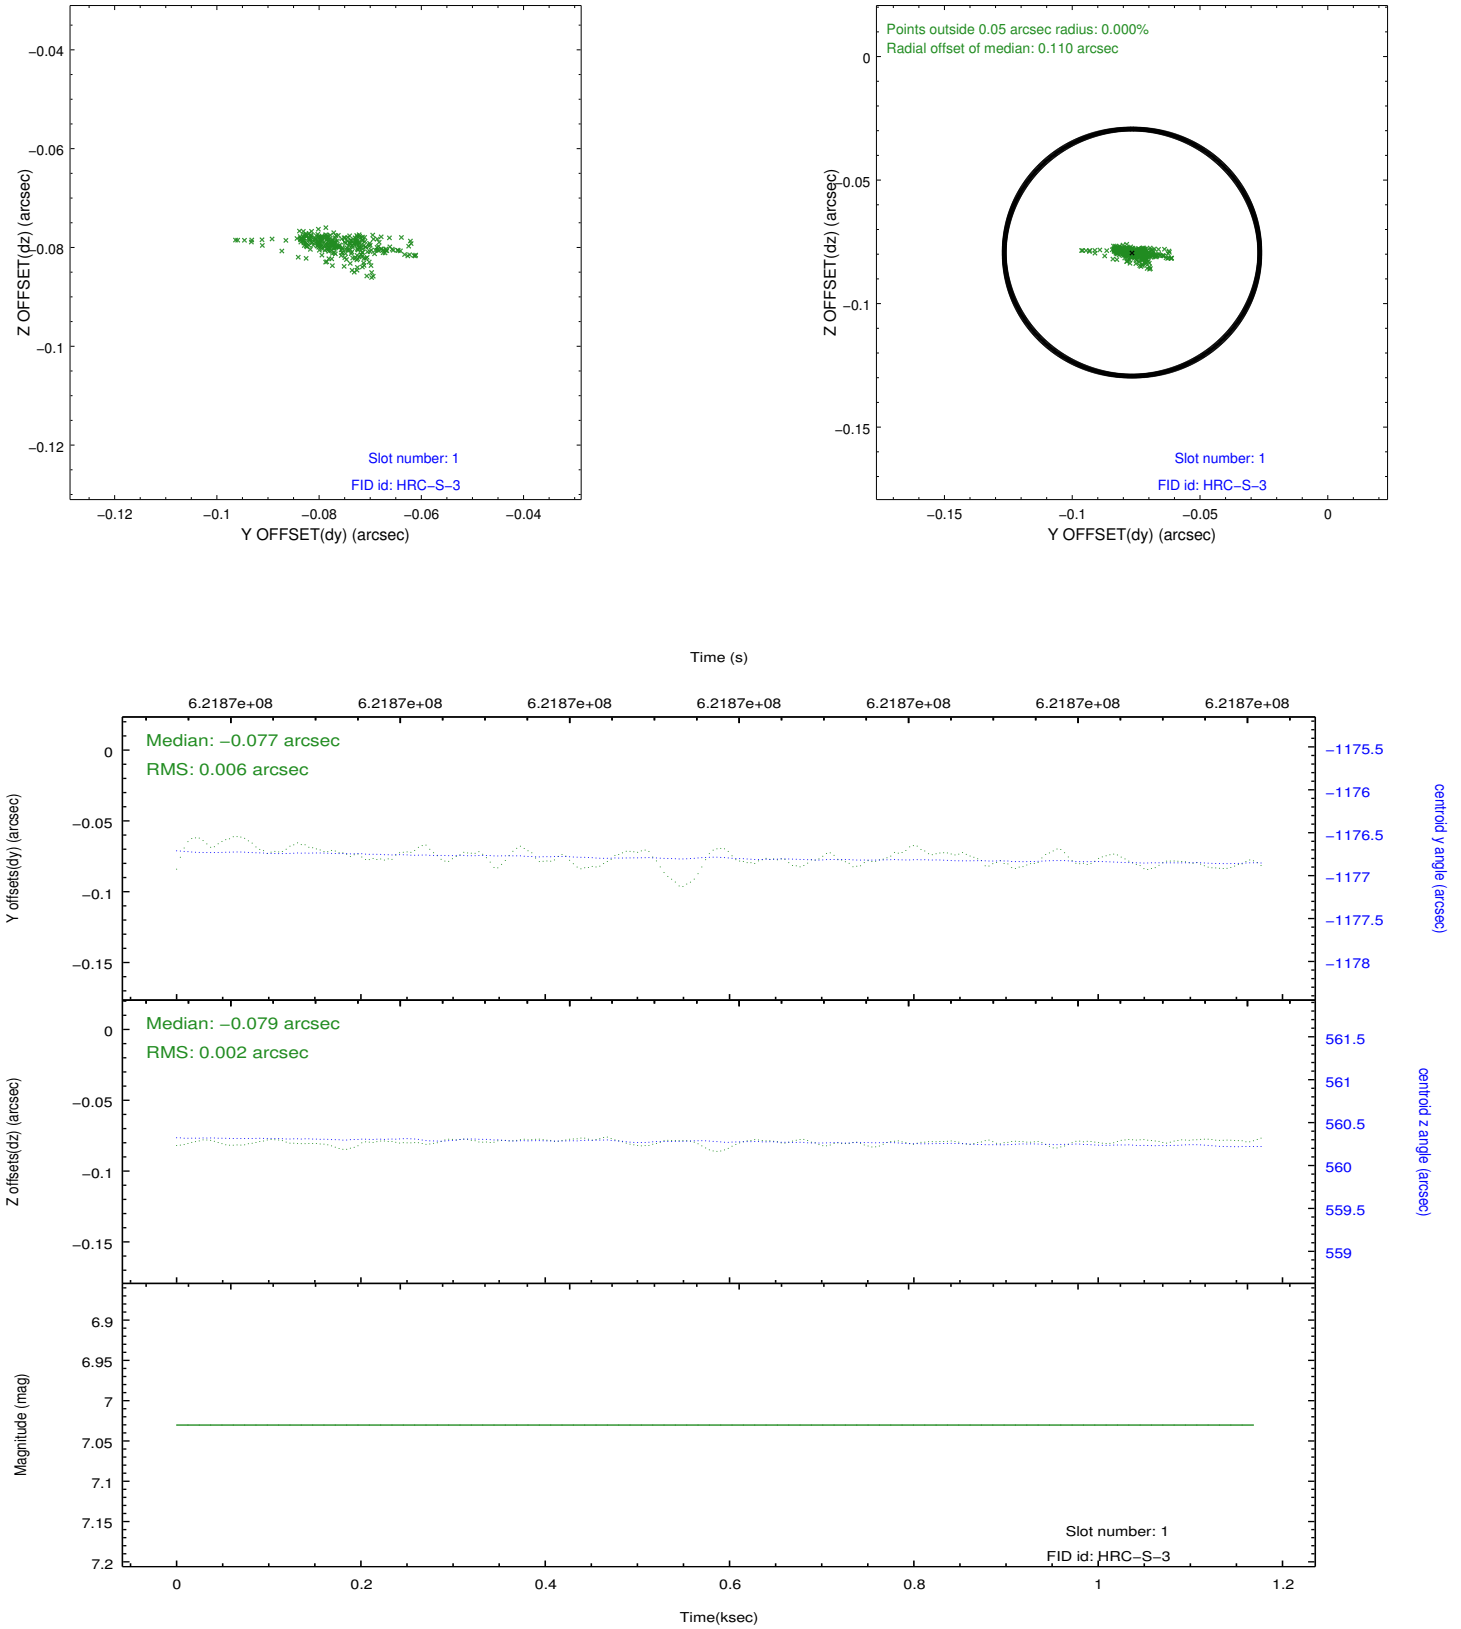 −0.04
−0.06
−0.08
−0.1
−0.12
Z OFFSET(dz) (arcsec)
Slot number: 1
FID id: HRC−S−3
−0.12
−0.1
−0.08
−0.06
−0.04
Y OFFSET(dy) (arcsec)
Points outside 0.05 arcsec radius: 0.000%
Radial offset of median: 0.110 arcsec
0
−0.05
−0.1
−0.15
Z OFFSET(dz) (arcsec)
Slot number: 1
FID id: HRC−S−3
−0.15
−0.1
−0.05
0
Y OFFSET(dy) (arcsec)
Time (s)
6.2187e+08
6.2187e+08
6.2187e+08
6.2187e+08
6.2187e+08
6.2187e+08
6.2187e+08
Median: −0.077 arcsec
RMS: 0.006 arcsec
0
−0.05
−0.1
−0.15
Y offsets(dy) (arcsec)
−1175.5
−1176
−1176.5
−1177
−1177.5
−1178
centroid y angle (arcsec)
Median: −0.079 arcsec
RMS: 0.002 arcsec
0
−0.05
−0.1
−0.15
Z offsets(dz) (arcsec)
561.5
561
560.5
560
559.5
559
centroid z angle (arcsec)
6.9
6.95
7
7.05
7.1
7.15
7.2
Magnitude (mag)
Slot number: 1
FID id: HRC−S−3
0
0.2
0.4
0.6
0.8
1
1.2
Time(ksec)